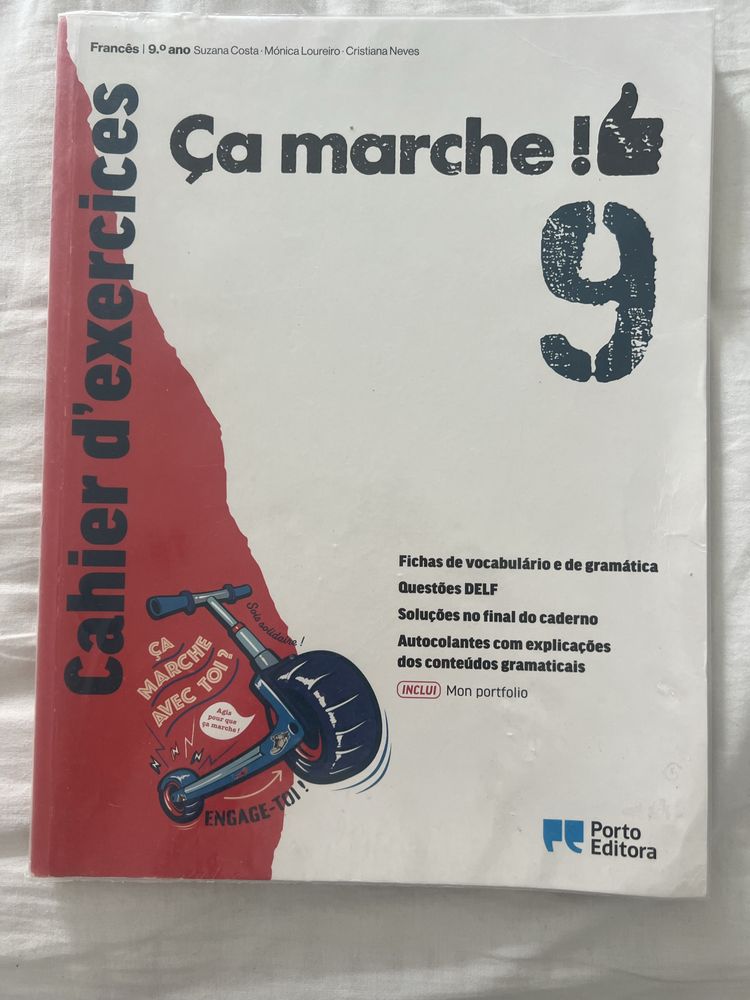 Francês | 9.º ano Suzana Costa · Mónica Loureiro · Cristiana Neves
Cahier d'exercices
Ça marche !
9
Fichas de vocabulário e de gramática
Questões DELF
Soluções no final do caderno
Autocolantes com explicações
dos conteúdos gramaticais
INCLUI Mon portfolio
Sois solidaire !
ÇA
MARCHE
AVEC TOI ?
Agis
pour que
ça marche !
ENGAGE-TOI !
Porto
Editora